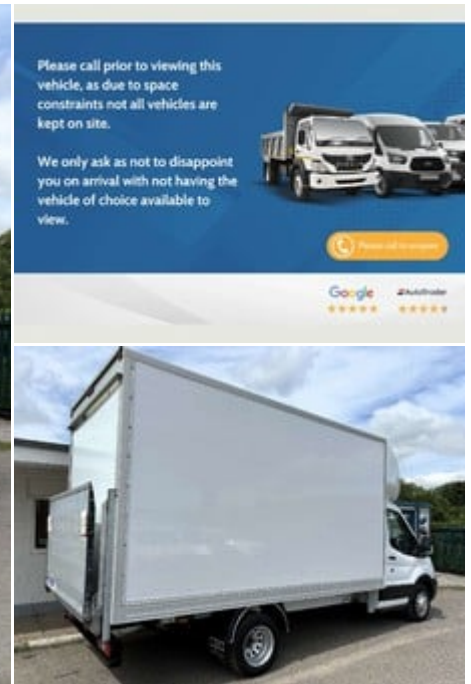 Please call prior to viewing this
vehicle, as due to space
constraints not all vehicles are
kept on site.
We only ask as not to disappoint
you on arrival with not having the
vehicle of choice available to
view.
Please call to enquire
Google
AutoTrader